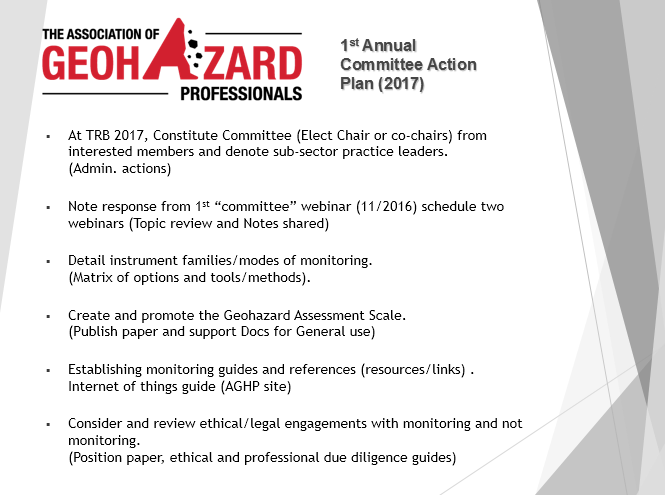 THE ASSOCIATION OF
GEOHAZARD
PROFESSIONALS
1st Annual
Committee Action
Plan (2017)
▪ At TRB 2017, Constitute Committee (Elect Chair or co-chairs) from
interested members and denote sub-sector practice leaders.
(Admin. actions)
▪ Note response from 1st “committee” webinar (11/2016) schedule two
webinars (Topic review and Notes shared)
▪ Detail instrument families/modes of monitoring.
(Matrix of options and tools/methods).
▪ Create and promote the Geohazard Assessment Scale.
(Publish paper and support Docs for General use)
▪ Establishing monitoring guides and references (resources/links) .
Internet of things guide (AGHP site)
▪ Consider and review ethical/legal engagements with monitoring and not
monitoring.
(Position paper, ethical and professional due diligence guides)